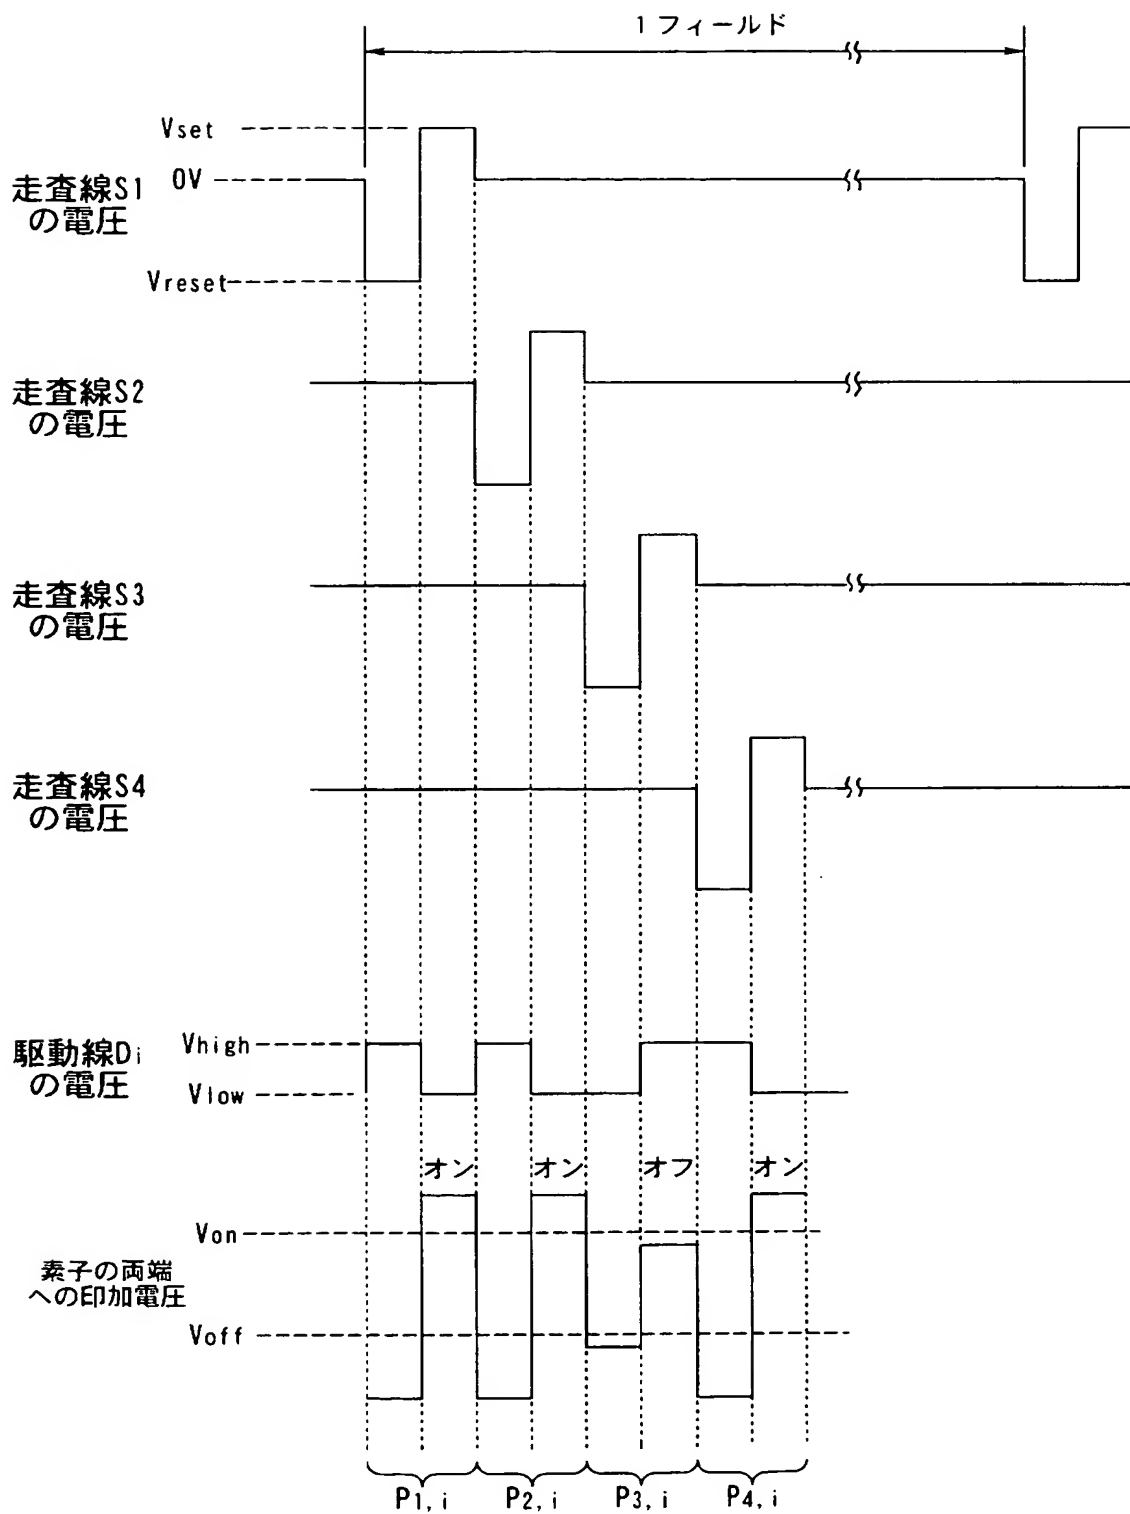 1フィールド
Vset
0V
走査線S1
の電圧
Vreset
走査線S2
の電圧
走査線S3
の電圧
走査線S4
の電圧
Vhigh
駆動線Di
の電圧
Vlow
オン オン オフ オン
Von
素子の両端
への印加電圧
Voff
P1,i P2,i P3,i P4,i